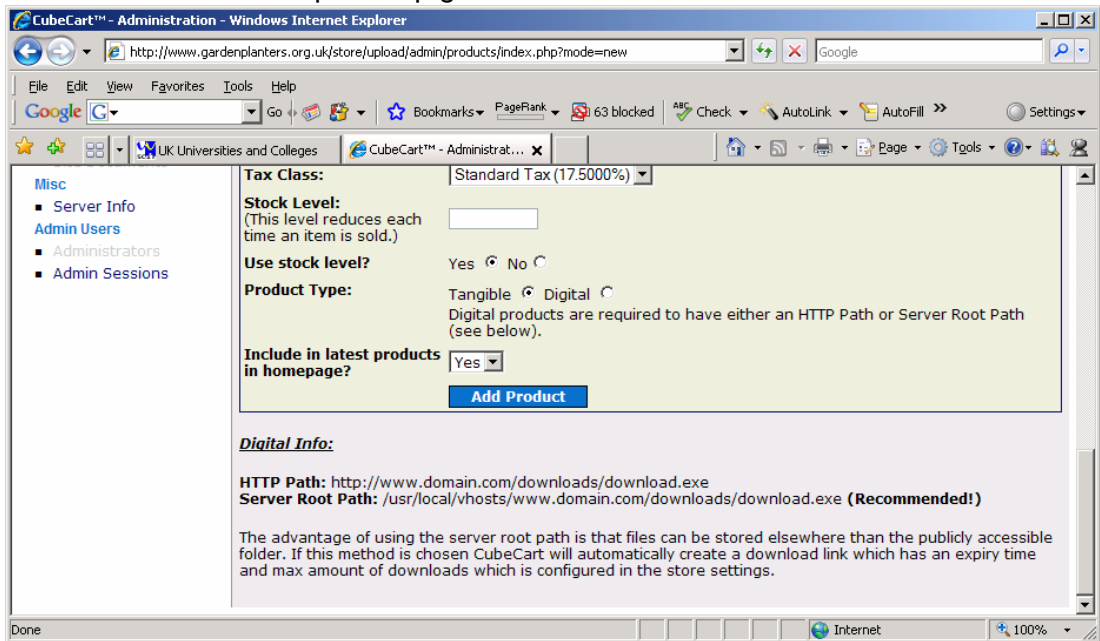 CubeCart™ - Administration - Windows Internet Explorer
http://www.gardenplanters.org.uk/store/upload/admin/products/index.php?mode=new
Google
File Edit View Favorites Tools Help
Google G Go Bookmarks PageRank 63 blocked ABC Check AutoLink AutoFill >> Settings
UK Universities and Colleges CubeCart™ - Administrat... Page Tools
Misc
Server Info
Admin Users
Administrators
Admin Sessions
Tax Class: Standard Tax (17.5000%)
Stock Level:
(This level reduces each
time an item is sold.)
Use stock level? Yes No
Product Type: Tangible Digital
Digital products are required to have either an HTTP Path or Server Root Path
(see below).
Include in latest products
in homepage? Yes
Add Product
Digital Info:
HTTP Path: http://www.domain.com/downloads/download.exe
Server Root Path: /usr/local/vhosts/www.domain.com/downloads/download.exe (Recommended!)
The advantage of using the server root path is that files can be stored elsewhere than the publicly accessible
folder. If this method is chosen CubeCart will automatically create a download link which has an expiry time
and max amount of downloads which is configured in the store settings.
Done Internet 100%